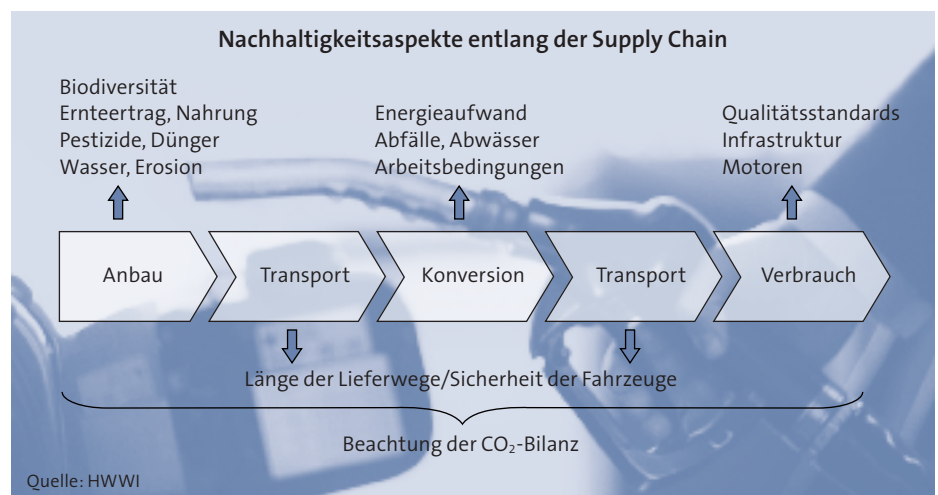 Nachhaltigkeitsaspekte entlang der Supply Chain
Biodiversität
Ernteertrag, Nahrung
Pestizide, Dünger
Wasser, Erosion
Energieaufwand
Abfälle, Abwässer
Arbeitsbedingungen
Qualitätsstandards
Infrastruktur
Motoren
Anbau
Transport
Konversion
Transport
Verbrauch
Länge der Lieferwege/Sicherheit der Fahrzeuge
Beachtung der CO₂-Bilanz
Quelle: HWWI